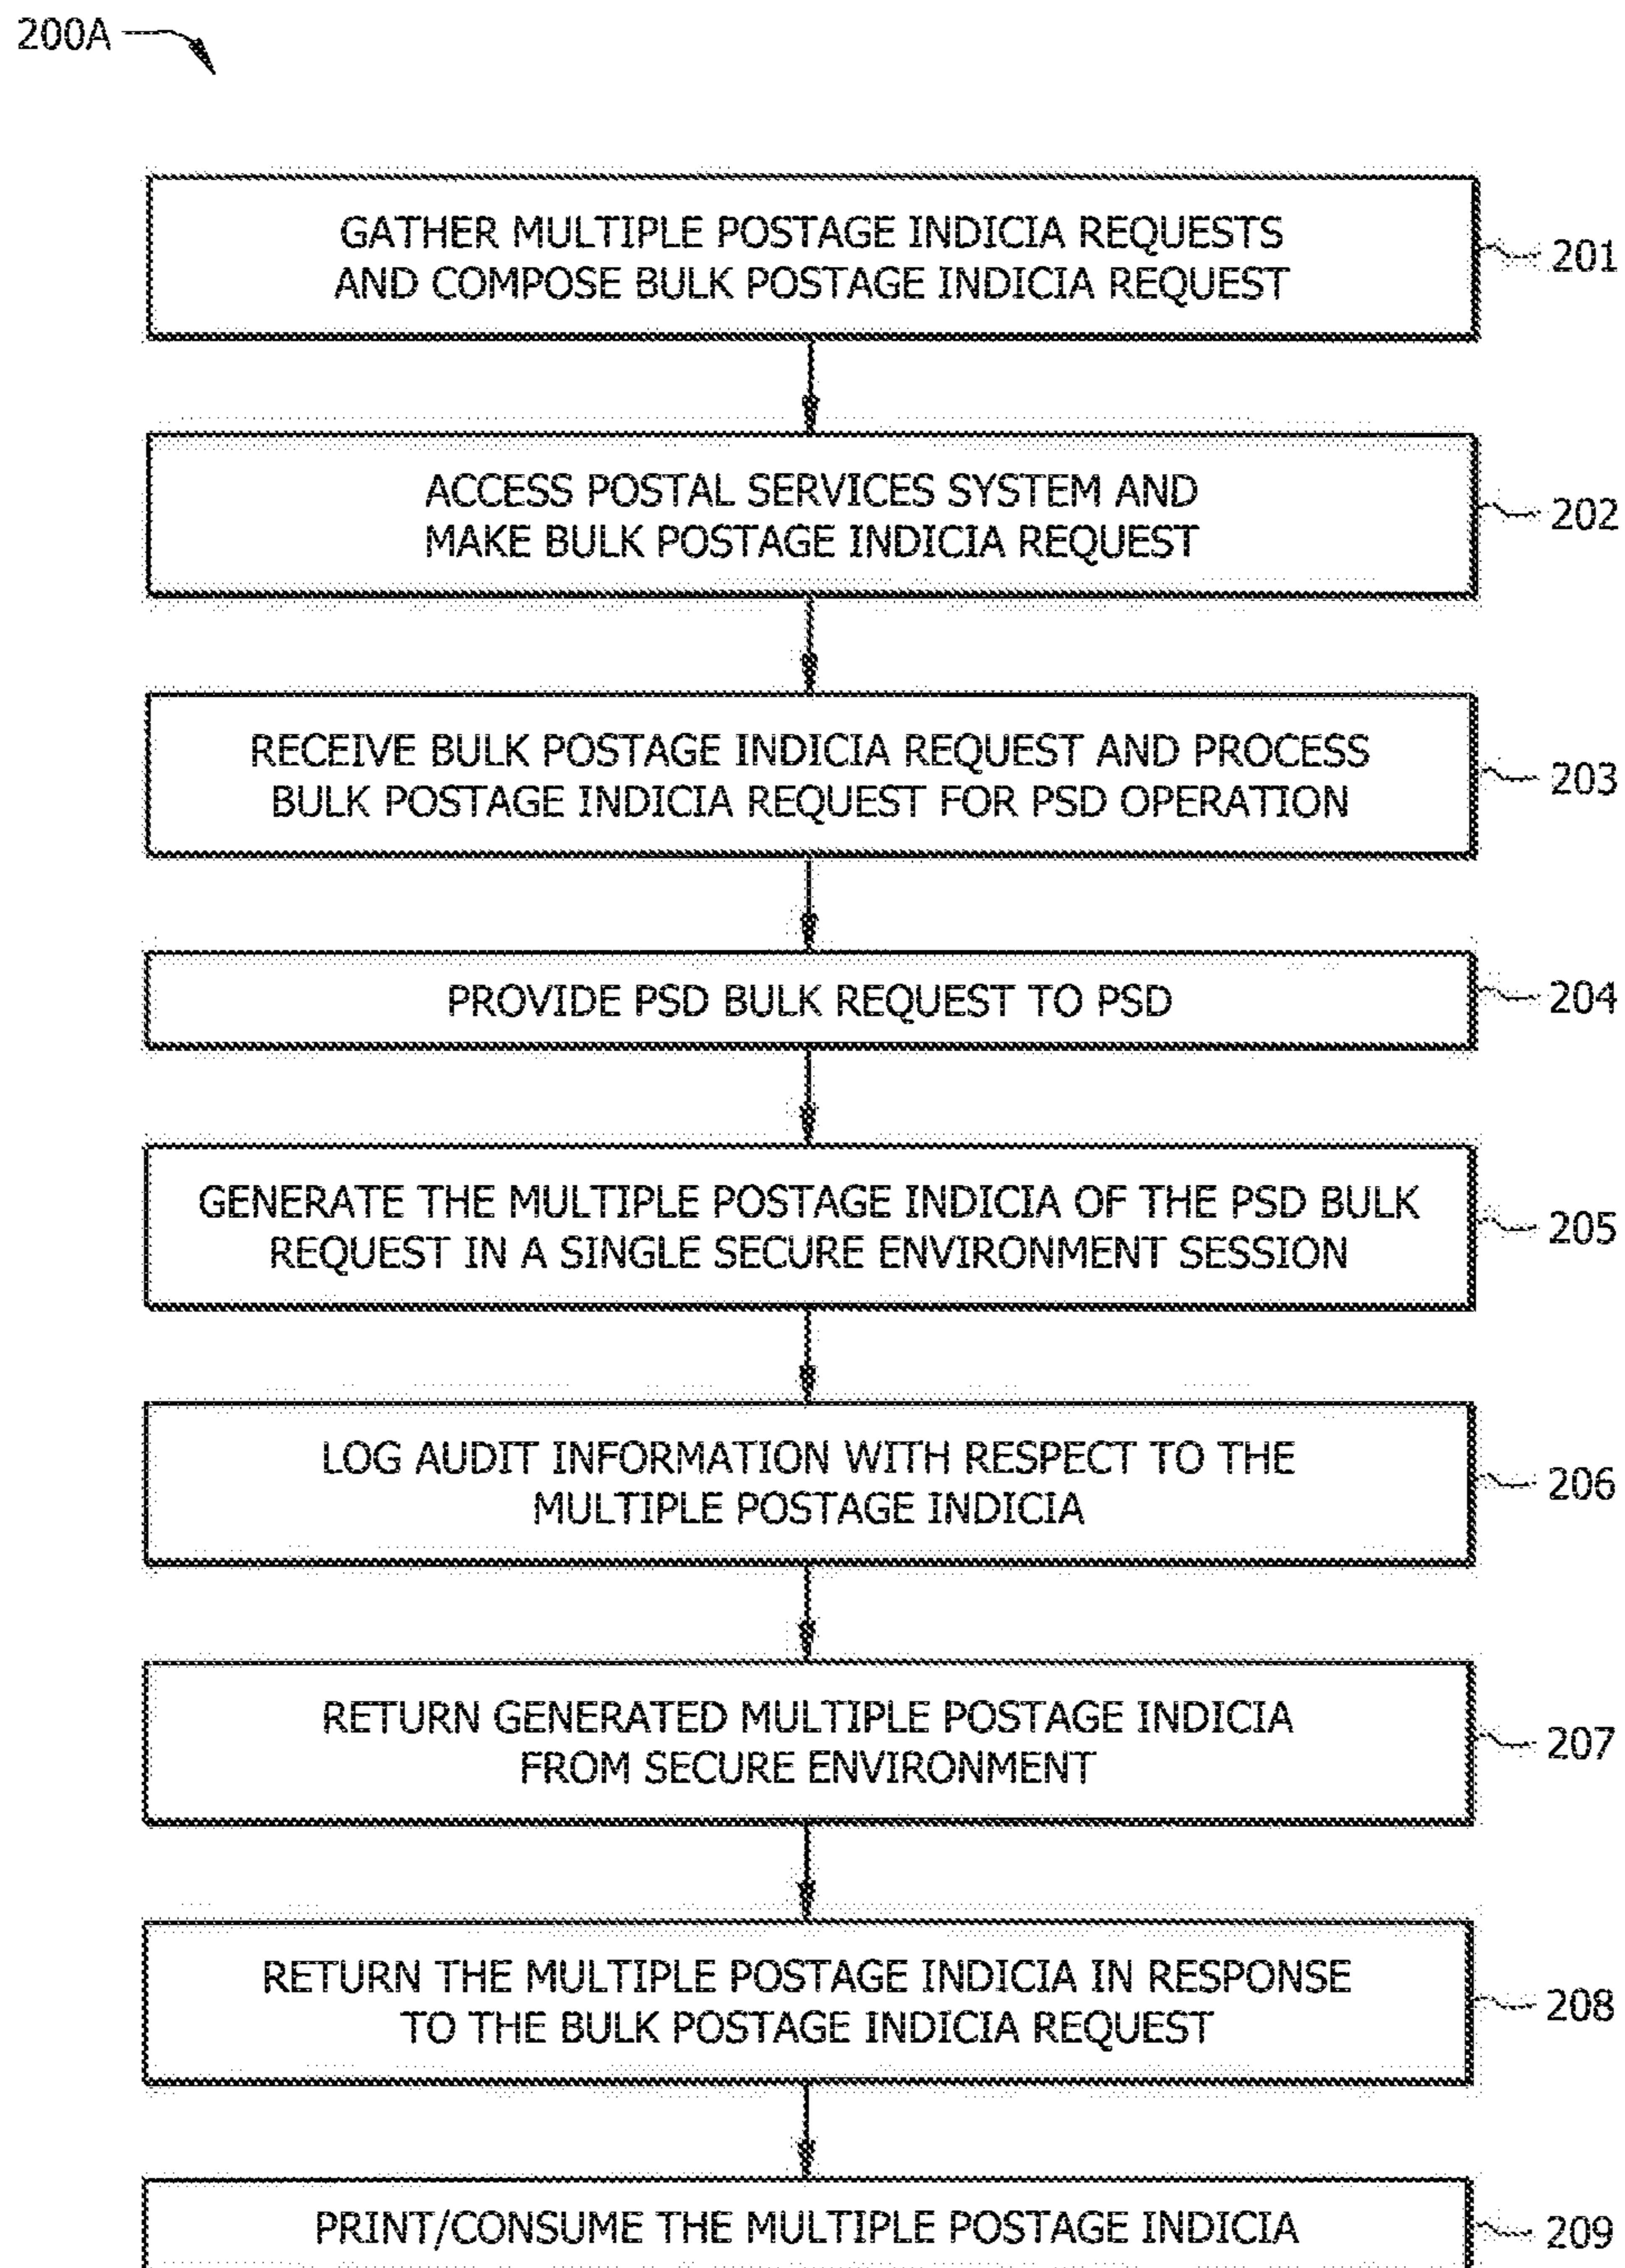 200A
GATHER MULTIPLE POSTAGE INDICIA REQUESTS
AND COMPOSE BULK POSTAGE INDICIA REQUEST
201
ACCESS POSTAL SERVICES SYSTEM AND
MAKE BULK POSTAGE INDICIA REQUEST
202
RECEIVE BULK POSTAGE INDICIA REQUEST AND PROCESS
BULK POSTAGE INDICIA REQUEST FOR PSD OPERATION
203
PROVIDE PSD BULK REQUEST TO PSD
204
GENERATE THE MULTIPLE POSTAGE INDICIA OF THE PSD BULK
REQUEST IN A SINGLE SECURE ENVIRONMENT SESSION
205
LOG AUDIT INFORMATION WITH RESPECT TO THE
MULTIPLE POSTAGE INDICIA
206
RETURN GENERATED MULTIPLE POSTAGE INDICIA
FROM SECURE ENVIRONMENT
207
RETURN THE MULTIPLE POSTAGE INDICIA IN RESPONSE
TO THE BULK POSTAGE INDICIA REQUEST
208
PRINT/CONSUME THE MULTIPLE POSTAGE INDICIA
209